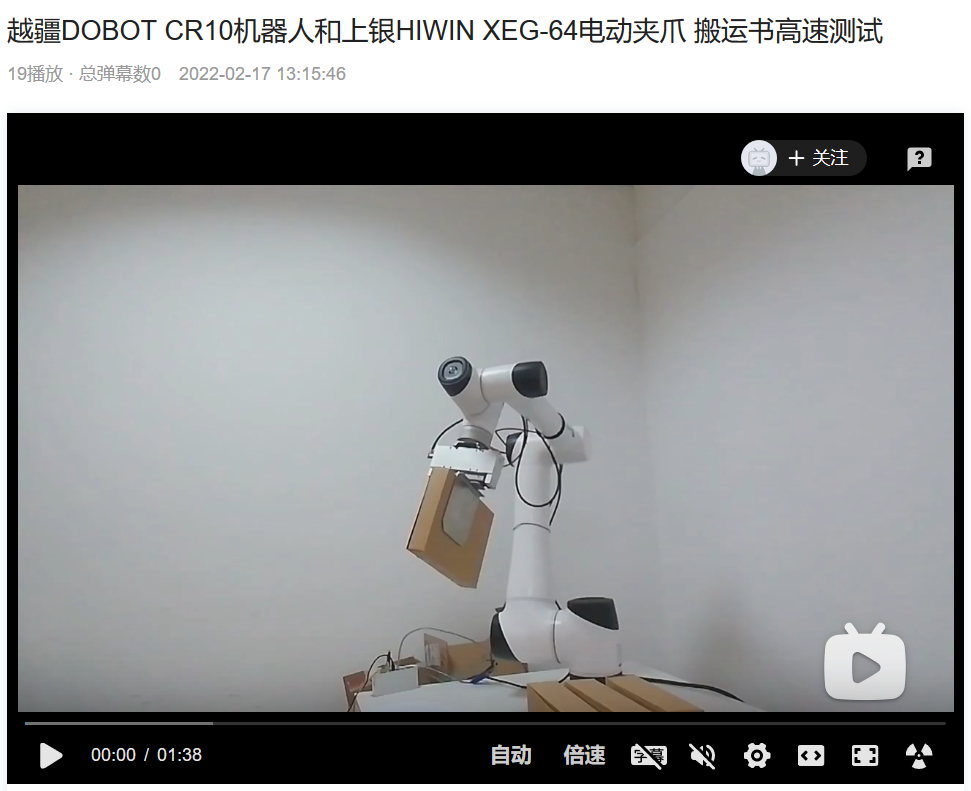 越疆DOBOT CR10机器人和上银HIWIN XEG-64电动夹爪 搬运书高速测试
19播放 · 总弹幕数0 2022-02-17 13:15:46
+ 关注
?
00:00 / 01:38 自动 倍速 字幕